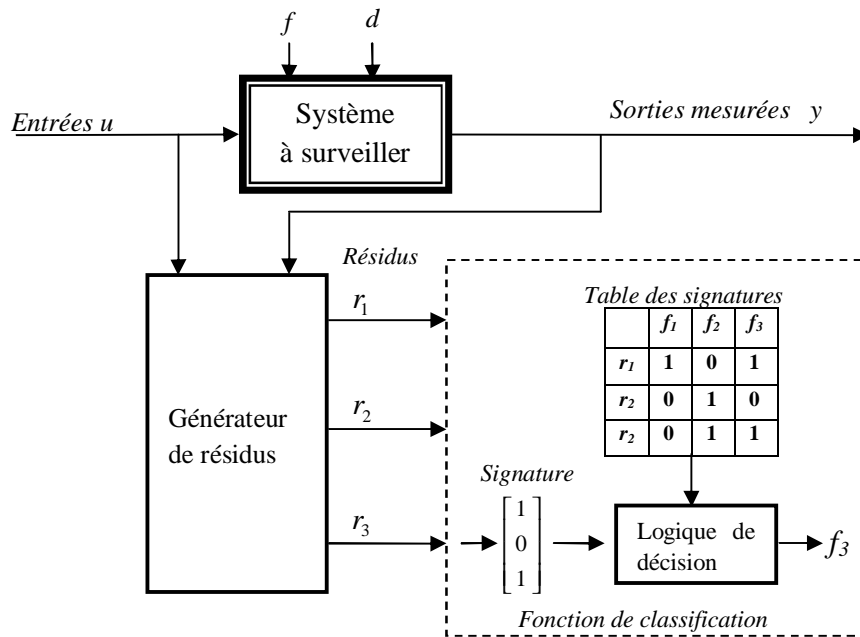 f d
Système
à surveiller
Entrées u
Sorties mesurées y
Résidus
r1
r2
r3
Générateur
de résidus
Table des signatures
f1 f2 f3
r1 1 0 1
r2 0 1 0
r2 0 1 1
Signature
1
0
1
Logique de
décision
f3
Fonction de classification